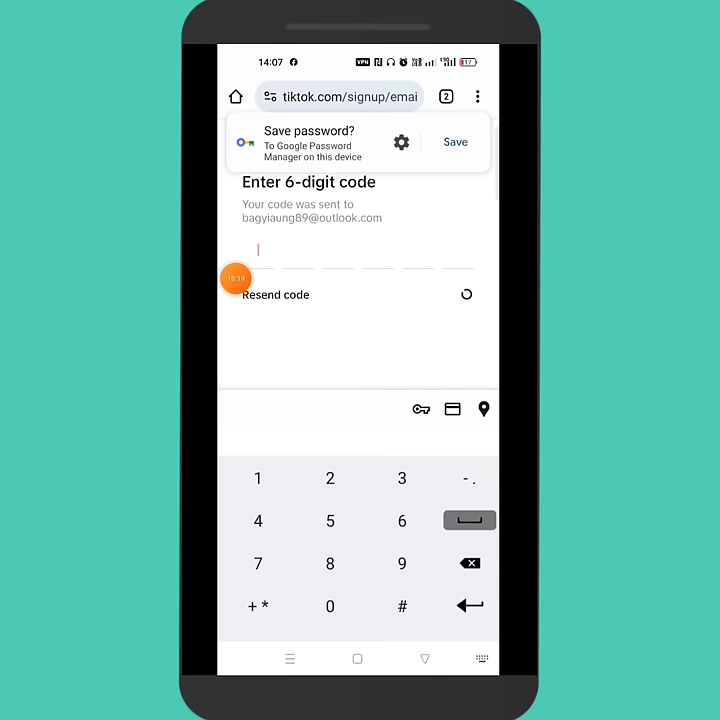 14:07
VPN
17
tiktok.com/signup/emai
2
Save password?
To Google Password
Manager on this device
Save
Enter 6-digit code
Your code was sent to
bagyiaung89@outlook.com
Resend code
1 2 3 - .
4 5 6
7 8 9
+ * 0 #